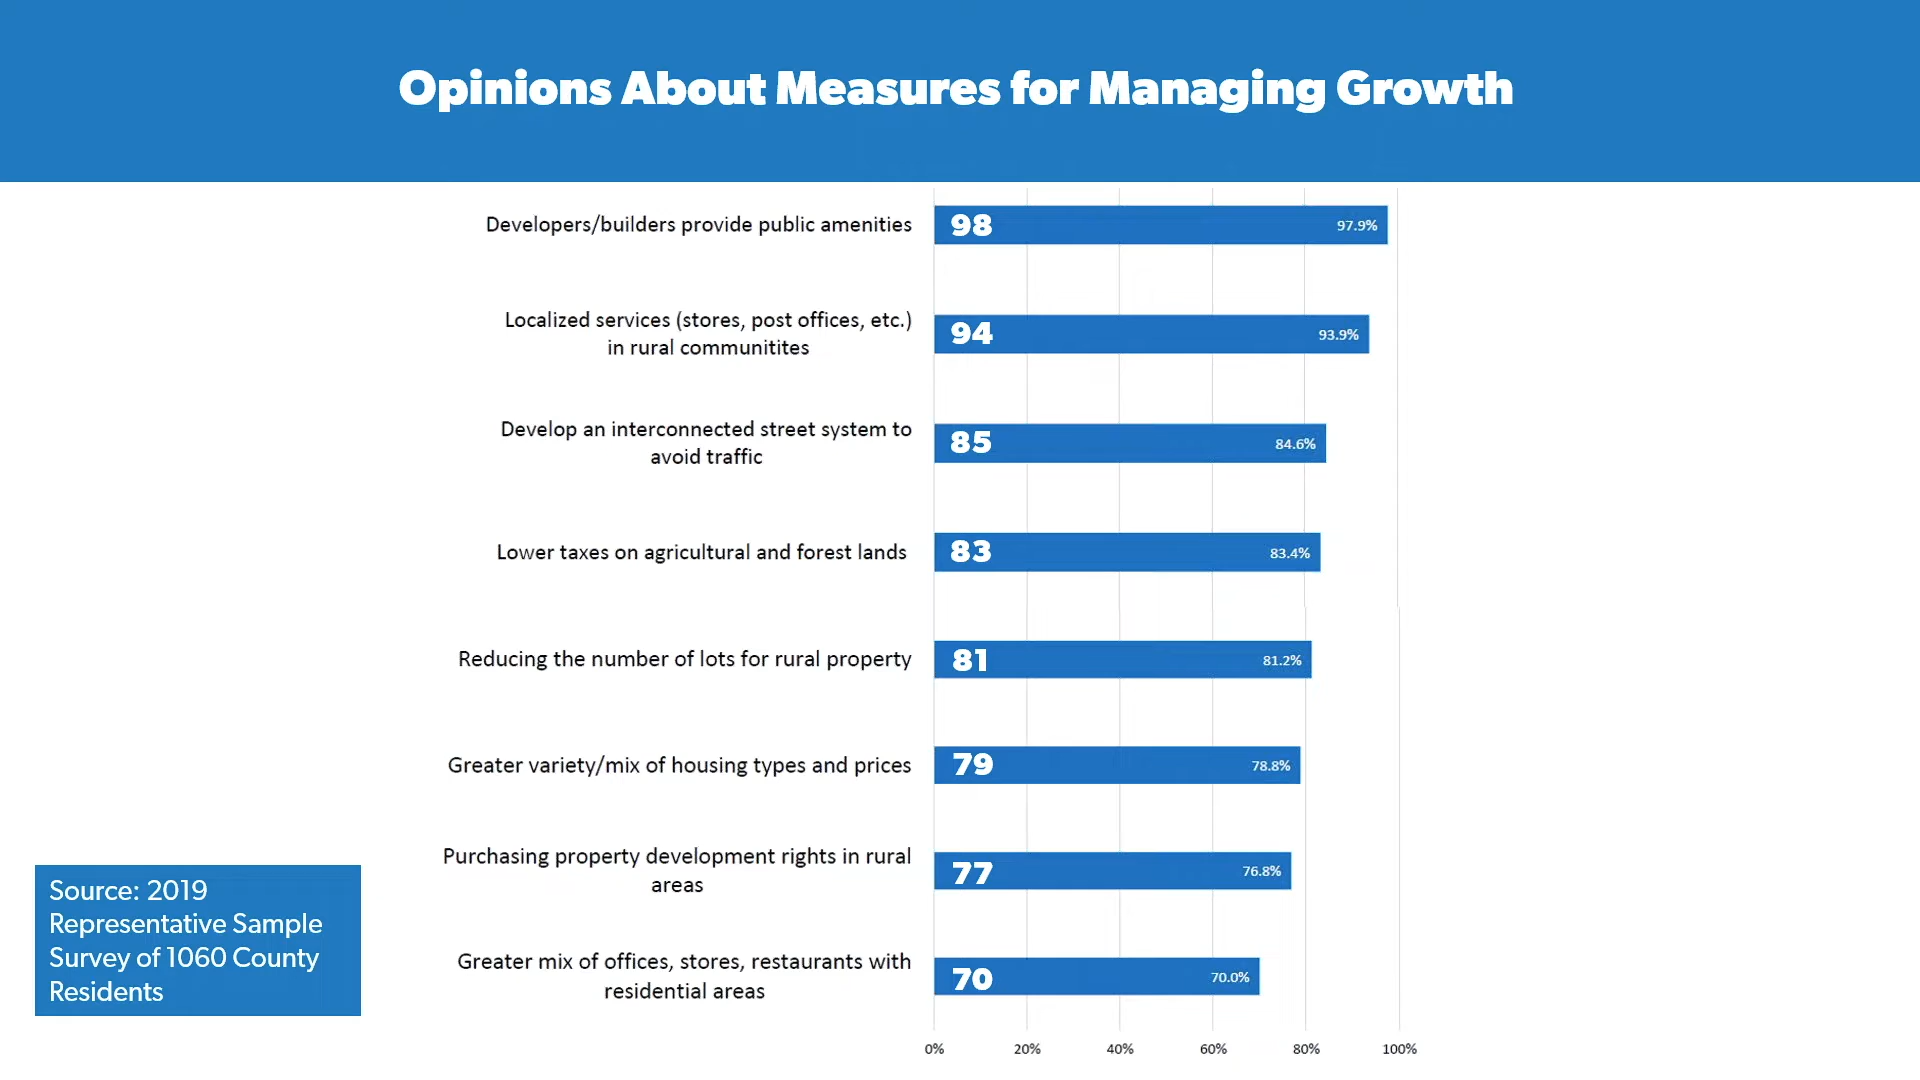 Opinions About Measures for Managing Growth
Developers/builders provide public amenities
98
97.9%
Localized services (stores, post offices, etc.)
in rural communitites
94
93.9%
Develop an interconnected street system to
avoid traffic
85
84.6%
Lower taxes on agricultural and forest lands
83
83.4%
Reducing the number of lots for rural property
81
81.2%
Greater variety/mix of housing types and prices
79
78.8%
Purchasing property development rights in rural
areas
77
76.8%
Greater mix of offices, stores, restaurants with
residential areas
70
70.0%
0% 20% 40% 60% 80% 100%
Source: 2019
Representative Sample
Survey of 1060 County
Residents